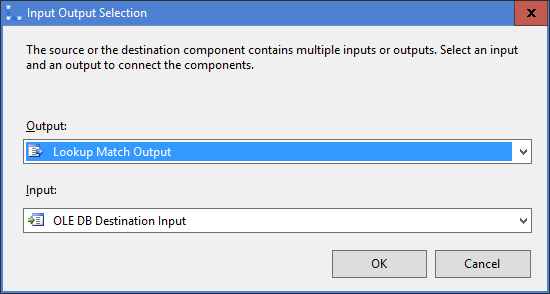 Input Output Selection
The source or the destination component contains multiple inputs or outputs. Select an input
and an output to connect the components.
Output:
Lookup Match Output
Input:
OLE DB Destination Input
OK
Cancel